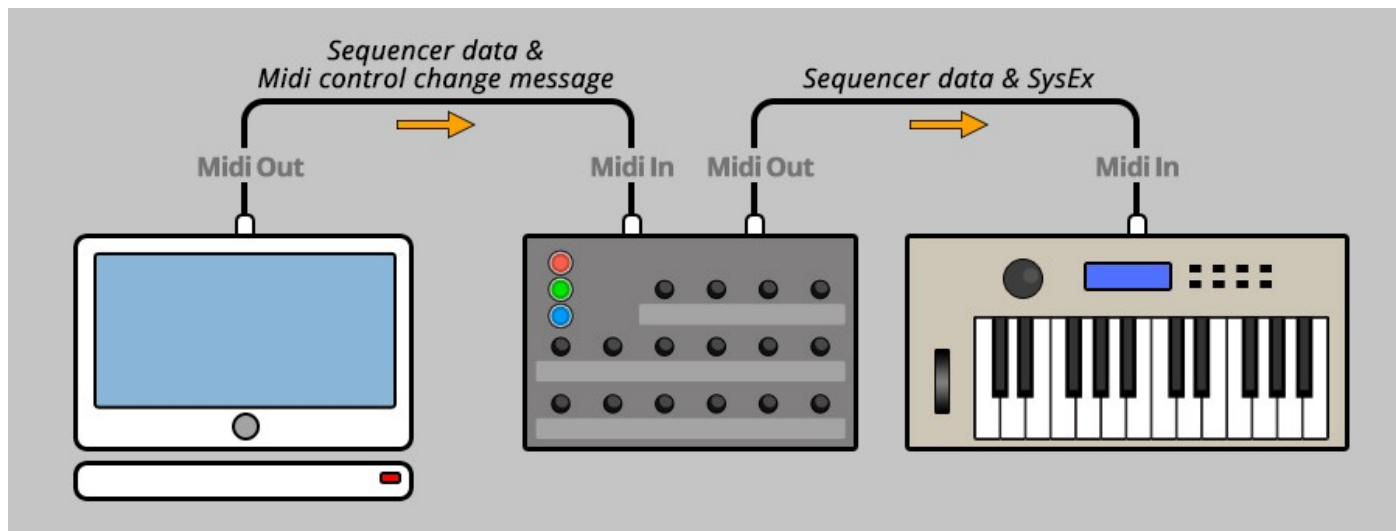 Sequencer data &
Midi control change message
Sequencer data & SysEx
Midi Out
Midi In
Midi Out
Midi In